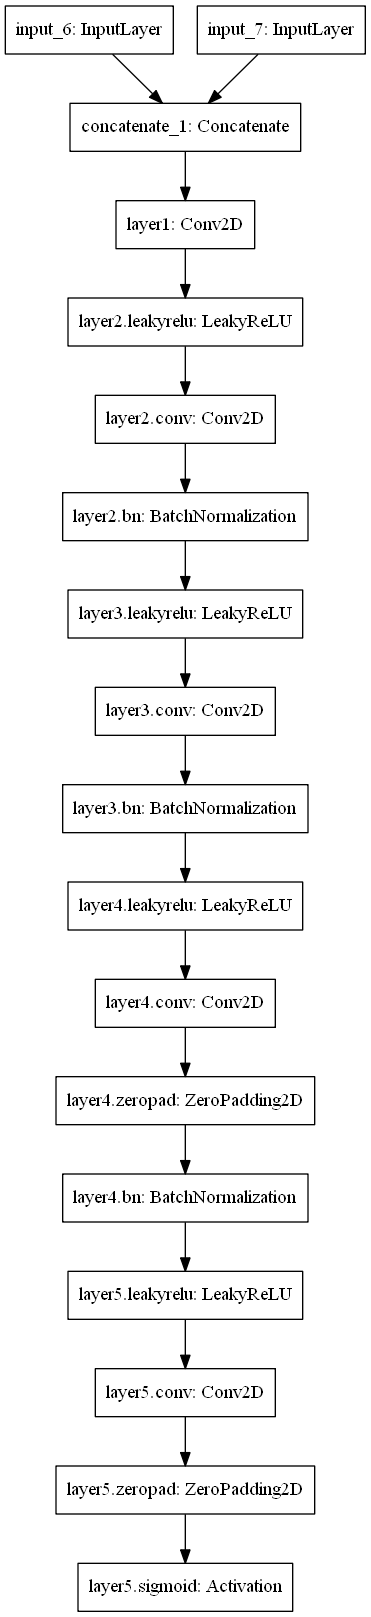 input_6: InputLayer
input_7: InputLayer
concatenate_1: Concatenate
layer1: Conv2D
layer2.leakyrelu: LeakyReLU
layer2.conv: Conv2D
layer2.bn: BatchNormalization
layer3.leakyrelu: LeakyReLU
layer3.conv: Conv2D
layer3.bn: BatchNormalization
layer4.leakyrelu: LeakyReLU
layer4.conv: Conv2D
layer4.zeropad: ZeroPadding2D
layer4.bn: BatchNormalization
layer5.leakyrelu: LeakyReLU
layer5.conv: Conv2D
layer5.zeropad: ZeroPadding2D
layer5.sigmoid: Activation